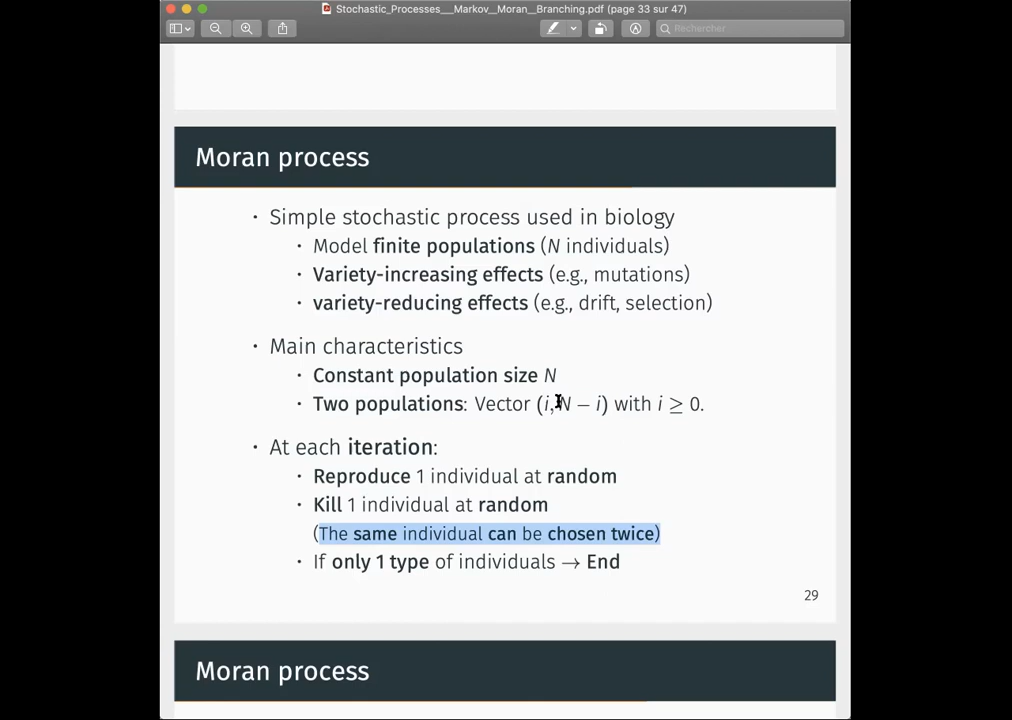 Stochastic_Processes__Markov__Moran__Branching.pdf (page 33 sur 47)
Rechercher
Moran process
· Simple stochastic process used in biology
· Model finite populations (N individuals)
· Variety-increasing effects (e.g., mutations)
· variety-reducing effects (e.g., drift, selection)
· Main characteristics
· Constant population size N
· Two populations: Vector (i, N − i) with i ≥ 0.
· At each iteration:
· Reproduce 1 individual at random
· Kill 1 individual at random
(The same individual can be chosen twice)
· If only 1 type of individuals → End
29
Moran process